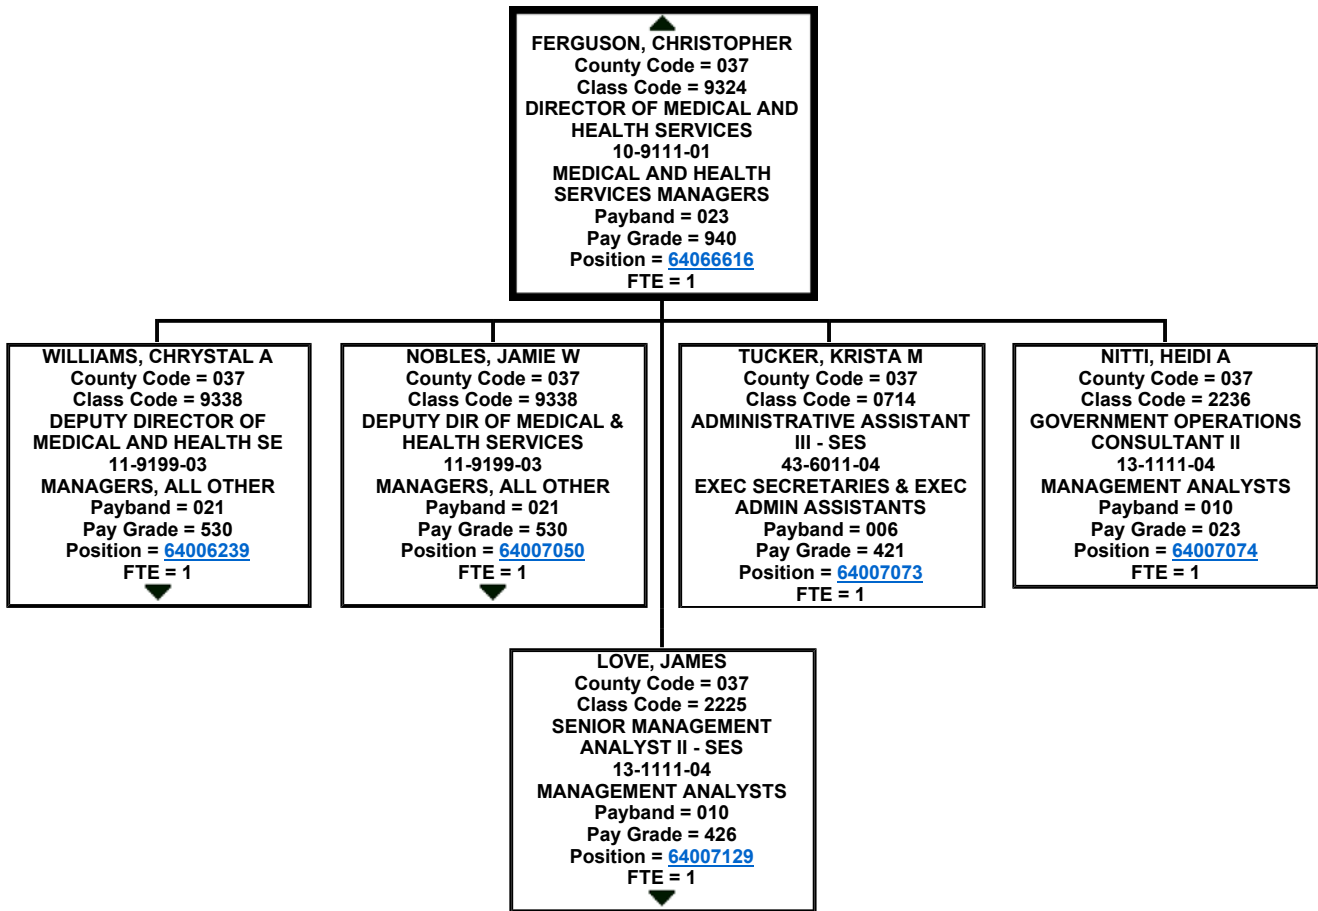 FERGUSON, CHRISTOPHER
County Code = 037
Class Code = 9324
DIRECTOR OF MEDICAL AND
HEALTH SERVICES
10-9111-01
MEDICAL AND HEALTH
SERVICES MANAGERS
Payband = 023
Pay Grade = 940
Position = 64066616
FTE = 1
WILLIAMS, CHRYSTAL A
County Code = 037
Class Code = 9338
DEPUTY DIRECTOR OF
MEDICAL AND HEALTH SE
11-9199-03
MANAGERS, ALL OTHER
Payband = 021
Pay Grade = 530
Position = 64006239
FTE = 1
NOBLES, JAMIE W
County Code = 037
Class Code = 9338
DEPUTY DIR OF MEDICAL &
HEALTH SERVICES
11-9199-03
MANAGERS, ALL OTHER
Payband = 021
Pay Grade = 530
Position = 64007050
FTE = 1
TUCKER, KRISTA M
County Code = 037
Class Code = 0714
ADMINISTRATIVE ASSISTANT
III - SES
43-6011-04
EXEC SECRETARIES & EXEC
ADMIN ASSISTANTS
Payband = 006
Pay Grade = 421
Position = 64007073
FTE = 1
NITTI, HEIDI A
County Code = 037
Class Code = 2236
GOVERNMENT OPERATIONS
CONSULTANT II
13-1111-04
MANAGEMENT ANALYSTS
Payband = 010
Pay Grade = 023
Position = 64007074
FTE = 1
LOVE, JAMES
County Code = 037
Class Code = 2225
SENIOR MANAGEMENT
ANALYST II - SES
13-1111-04
MANAGEMENT ANALYSTS
Payband = 010
Pay Grade = 426
Position = 64007129
FTE = 1